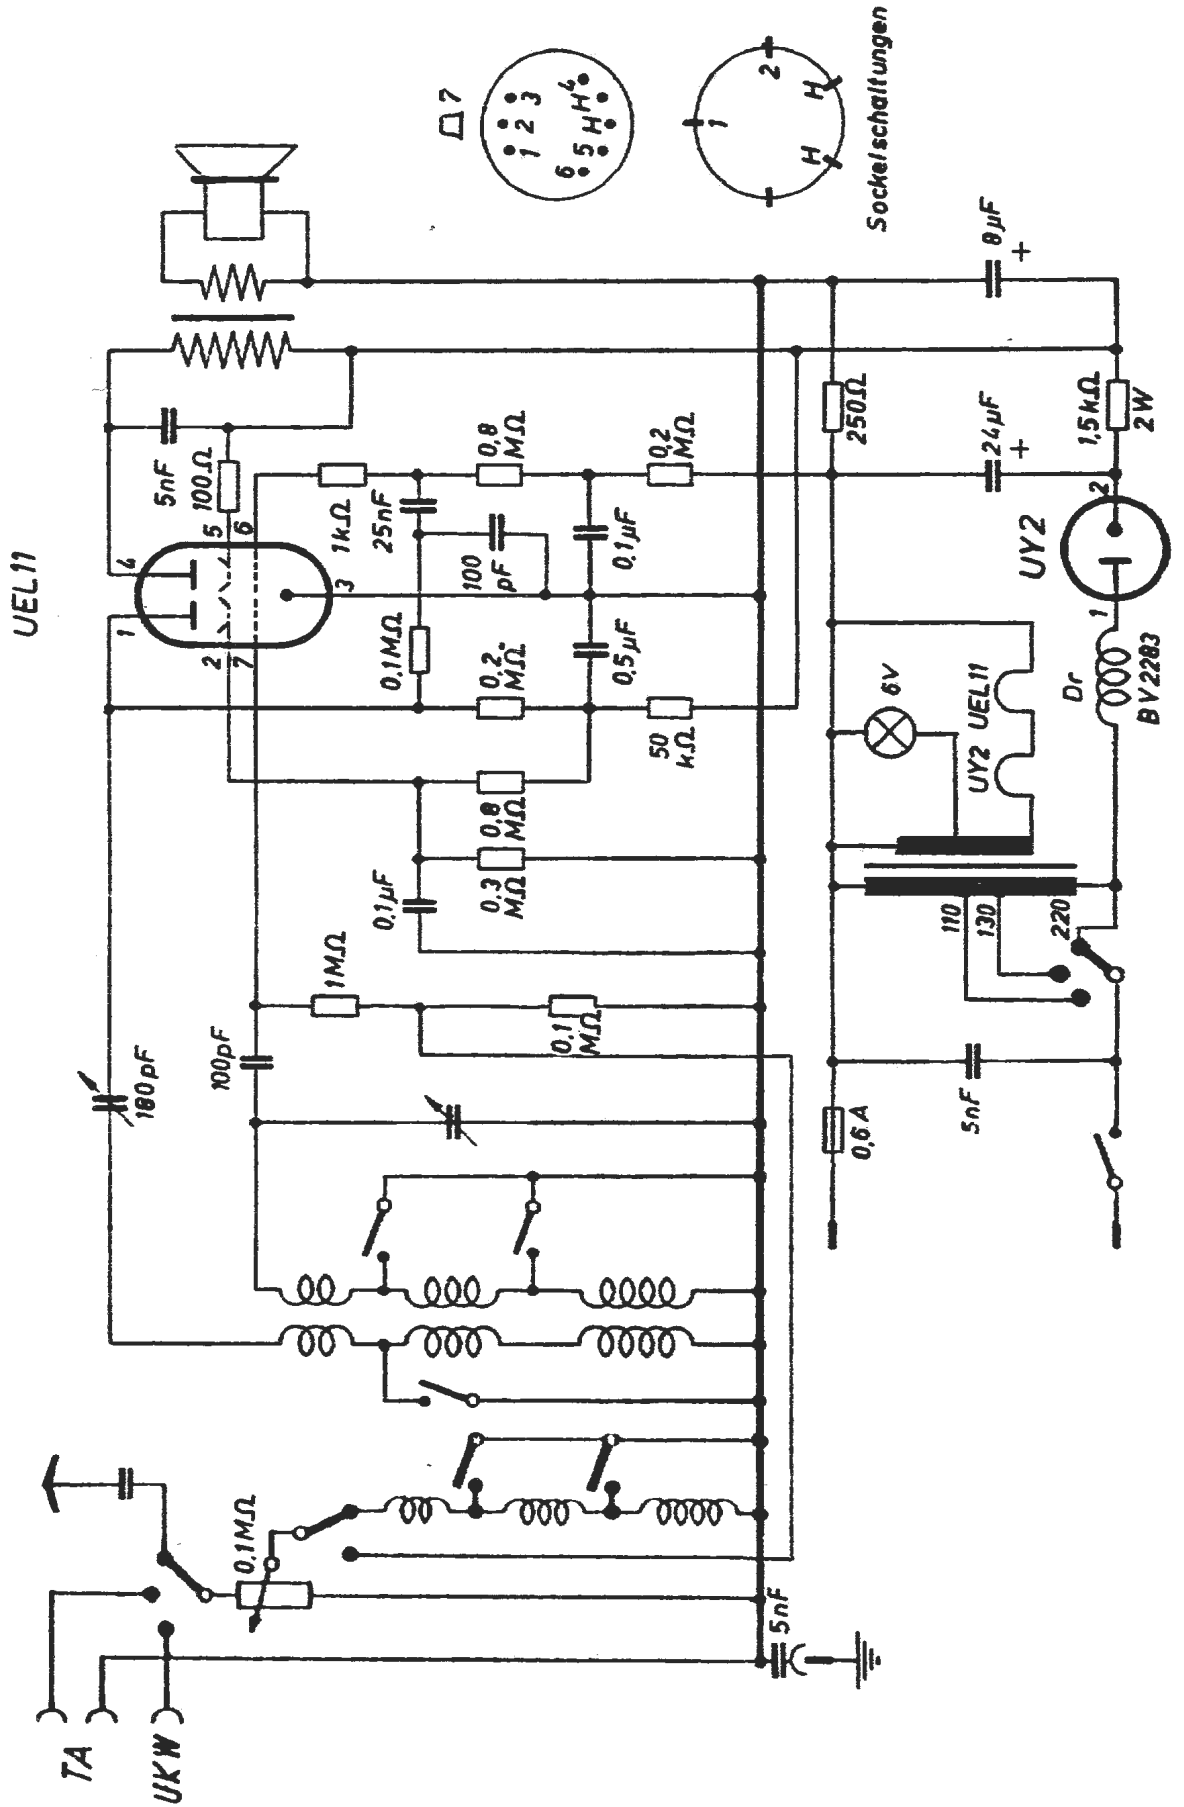 TA
UKW
0,1MΩ
5nF
180pF
100pF
1MΩ
0,1
MΩ
0,1µF
0,3
MΩ
0,8
MΩ
UEL11
1
4
2
7
5
6
3
0,1MΩ
0,2
MΩ
50
kΩ
0,5µF
100
pF
0,1µF
5nF
100Ω
1kΩ
25nF
0,8
MΩ
0,2
MΩ
7
1
2
3
6
5
H
H
4
1
2
H
H
Sockelschaltungen
0,6A
5nF
110
130
220
6V
UY2
UEL11
Dr
BV2283
1
2
UY2
250Ω
24µF
+
8µF
+
1,5kΩ
2W